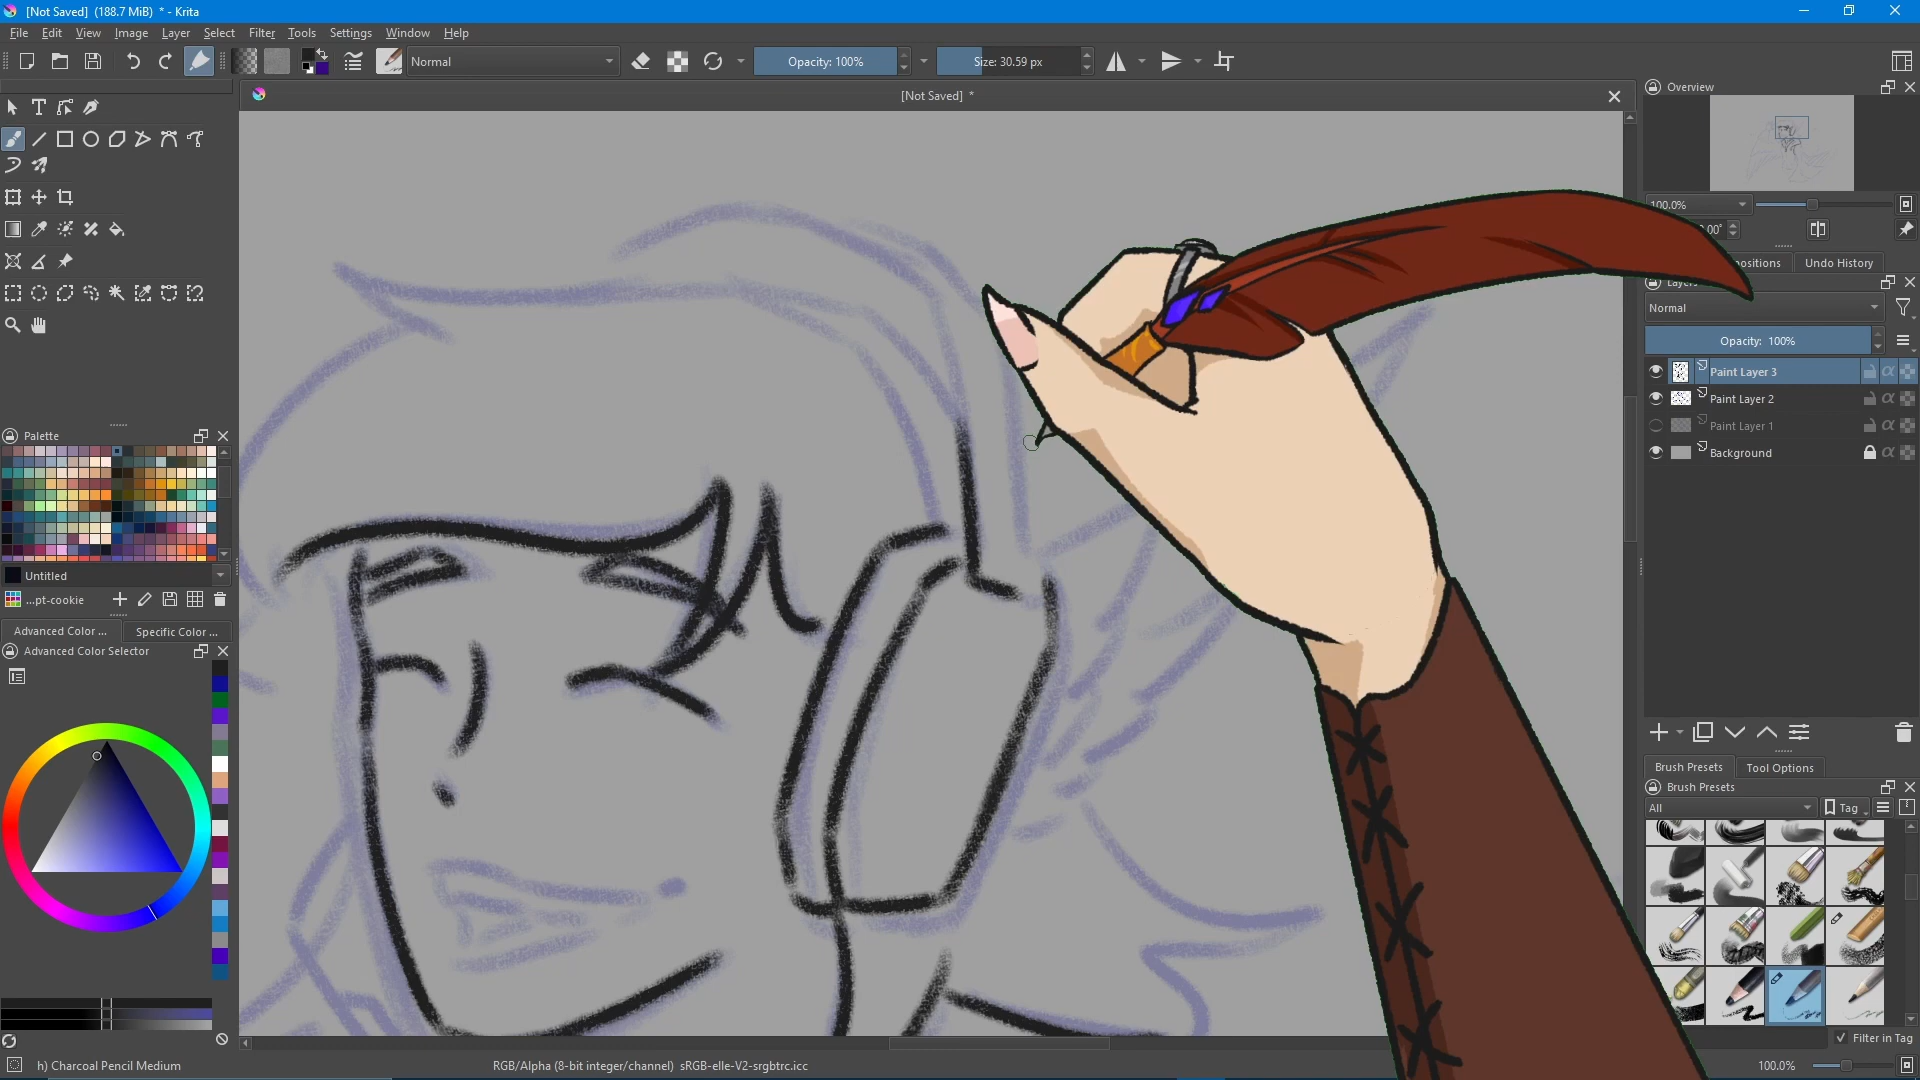 [Not Saved]  (188.7 MiB)  * - Krita
File Edit View Image Layer Select Filter Tools Settings Window Help
Normal
Opacity: 100%
Size: 30.59 px
[Not Saved]  *
Overview
100.0%
Undo History
Normal
Opacity:  100%
Paint Layer 3
Paint Layer 2
Paint Layer 1
Background
Palette
Untitled
...pt-cookie
Advanced Color ... Specific Color ...
Advanced Color Selector
Brush Presets Tool Options
Brush Presets
All
Tag
Filter in Tag
h) Charcoal Pencil Medium
RGB/Alpha (8-bit integer/channel)  sRGB-elle-V2-srgbtrc.icc
100.0%